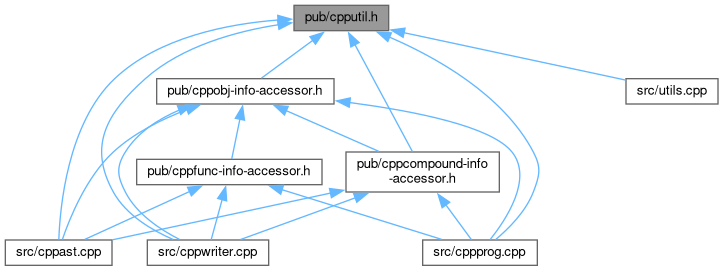 pub/cpputil.h
pub/cppobj-info-accessor.h
src/utils.cpp
pub/cppfunc-info-accessor.h
pub/cppcompound-info
-accessor.h
src/cppast.cpp
src/cppwriter.cpp
src/cppprog.cpp